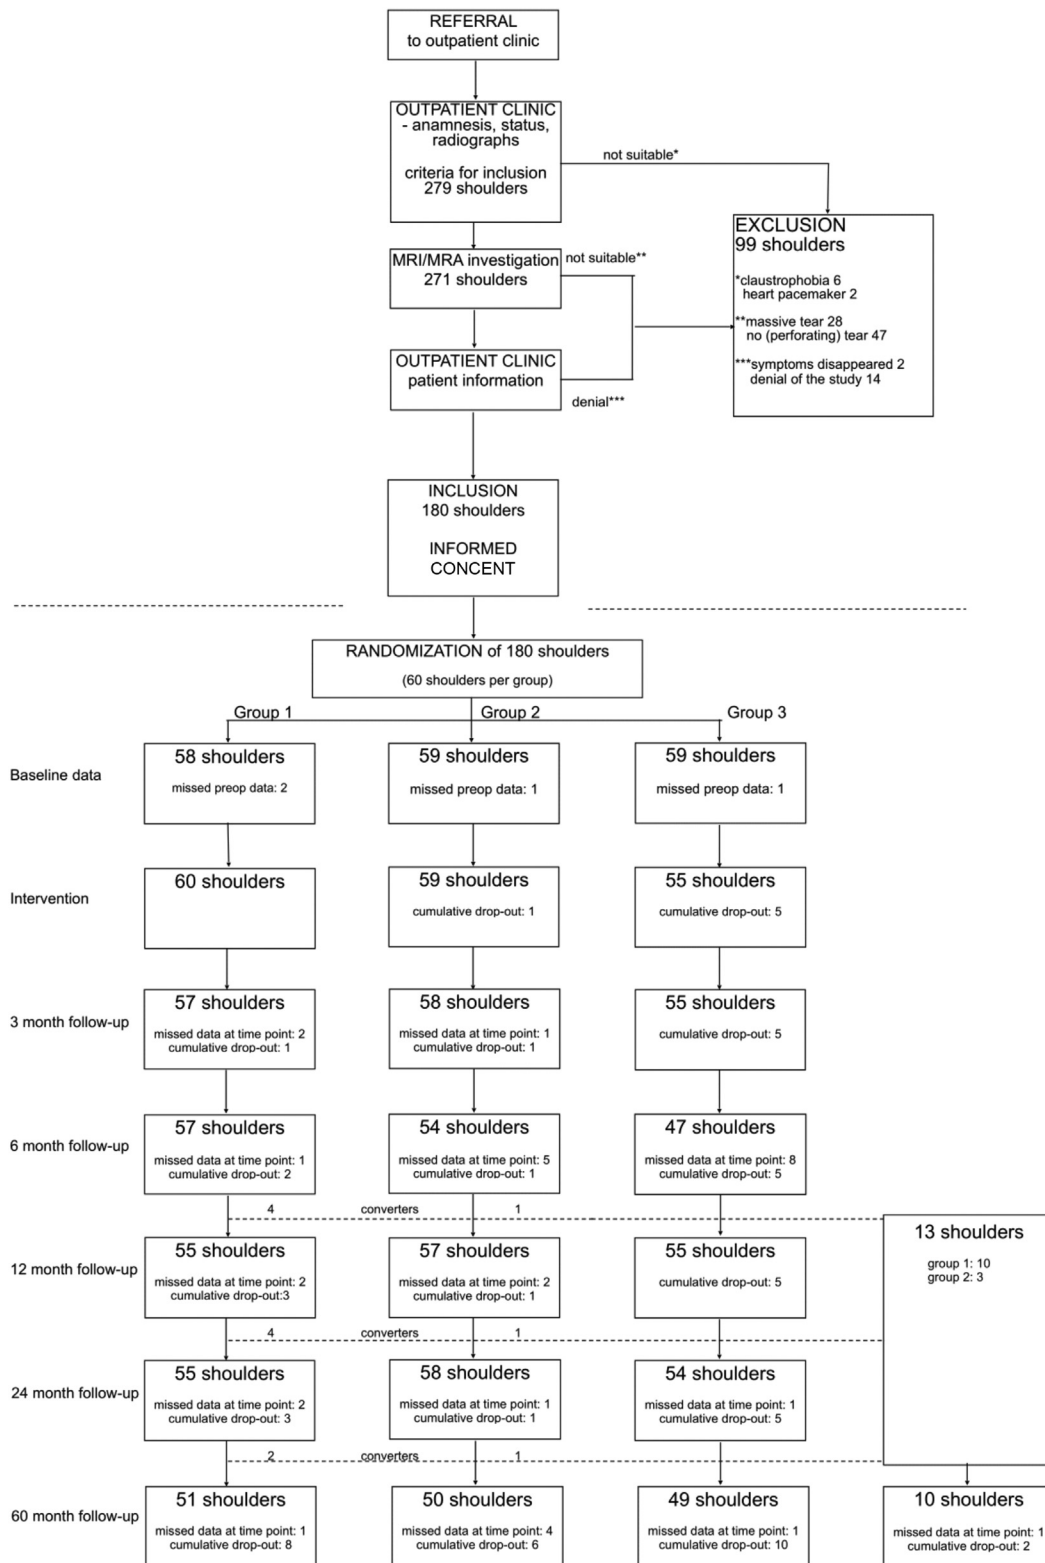 REFERRAL
to outpatient clinic
OUTPATIENT CLINIC
- anamnesis, status,
radiographs
criteria for inclusion
279 shoulders
not suitable*
EXCLUSION
99 shoulders
*claustrophobia 6
heart pacemaker 2
**massive tear 28
no (perforating) tear 47
***symptoms disappeared 2
denial of the study 14
MRI/MRA investigation
271 shoulders
not suitable**
OUTPATIENT CLINIC
patient information
denial***
INCLUSION
180 shoulders
INFORMED
CONCENT
RANDOMIZATION of 180 shoulders
(60 shoulders per group)
Group 1
Group 2
Group 3
Baseline data
58 shoulders
missed preop data: 2
59 shoulders
missed preop data: 1
59 shoulders
missed preop data: 1
Intervention
60 shoulders
59 shoulders
cumulative drop-out: 1
55 shoulders
cumulative drop-out: 5
3 month follow-up
57 shoulders
missed data at time point: 2
cumulative drop-out: 1
58 shoulders
missed data at time point: 1
cumulative drop-out: 1
55 shoulders
cumulative drop-out: 5
6 month follow-up
57 shoulders
missed data at time point: 1
cumulative drop-out: 2
54 shoulders
missed data at time point: 5
cumulative drop-out: 1
47 shoulders
missed data at time point: 8
cumulative drop-out: 5
4 converters 1
13 shoulders
group 1: 10
group 2: 3
12 month follow-up
55 shoulders
missed data at time point: 2
cumulative drop-out:3
57 shoulders
missed data at time point: 2
cumulative drop-out: 1
55 shoulders
cumulative drop-out: 5
4 converters 1
24 month follow-up
55 shoulders
missed data at time point: 2
cumulative drop-out: 3
58 shoulders
missed data at time point: 1
cumulative drop-out: 1
54 shoulders
missed data at time point: 1
cumulative drop-out: 5
2 converters 1
60 month follow-up
51 shoulders
missed data at time point: 1
cumulative drop-out: 8
50 shoulders
missed data at time point: 4
cumulative drop-out: 6
49 shoulders
missed data at time point: 1
cumulative drop-out: 10
10 shoulders
missed data at time point: 1
cumulative drop-out: 2